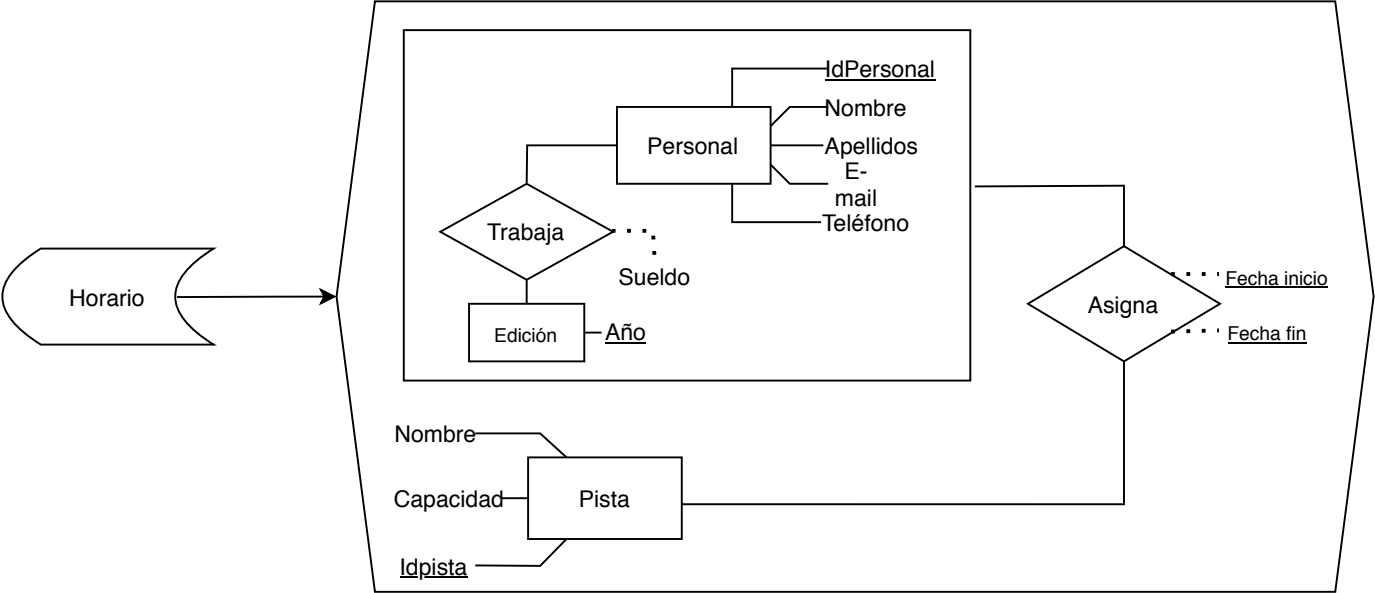 IdPersonal
Nombre
Personal
Apellidos
E-
mail
Teléfono
Trabaja
Sueldo
Horario
Fecha inicio
Asigna
Edición
Año
Fecha fin
Nombre
Capacidad
Pista
Idpista